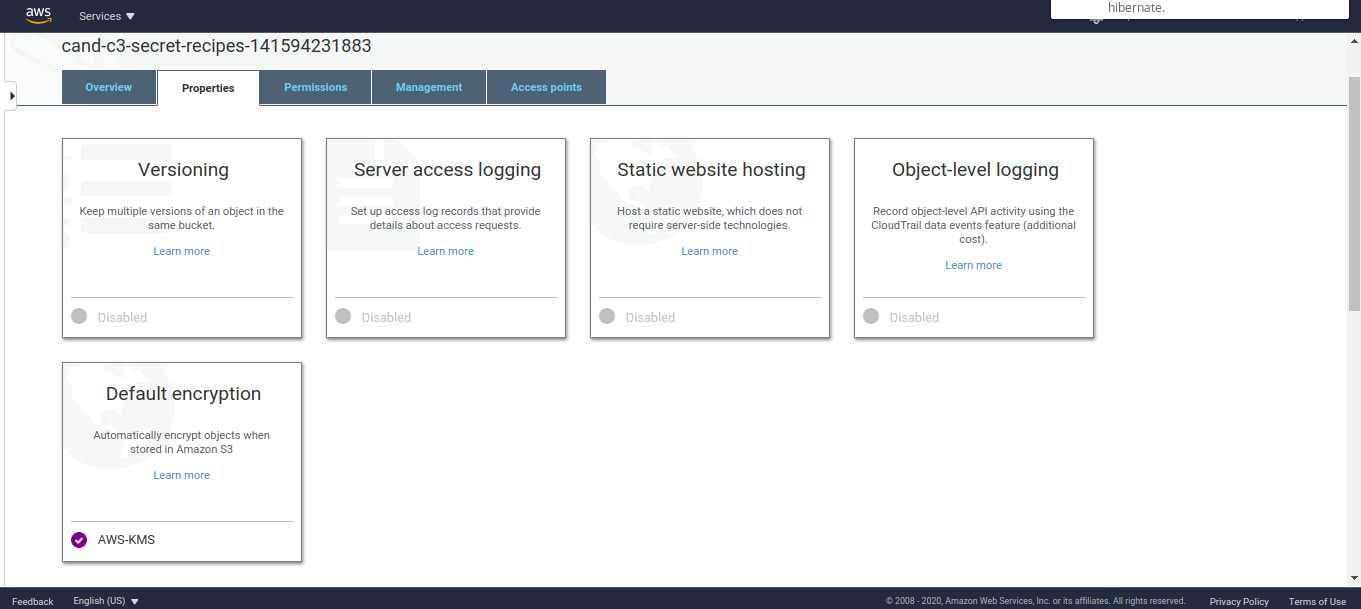 hibernate.
aws Services
cand-c3-secret-recipes-141594231883
Overview Properties Permissions Management Access points
Versioning
Keep multiple versions of an object in the
same bucket.
Learn more
Disabled
Server access logging
Set up access log records that provide
details about access requests.
Learn more
Disabled
Static website hosting
Host a static website, which does not
require server-side technologies.
Learn more
Disabled
Object-level logging
Record object-level API activity using the
CloudTrail data events feature (additional
cost).
Learn more
Disabled
Default encryption
Automatically encrypt objects when
stored in Amazon S3
Learn more
AWS-KMS
Feedback English (US) © 2008 - 2020, Amazon Web Services, Inc. or its affiliates. All rights reserved. Privacy Policy Terms of Use